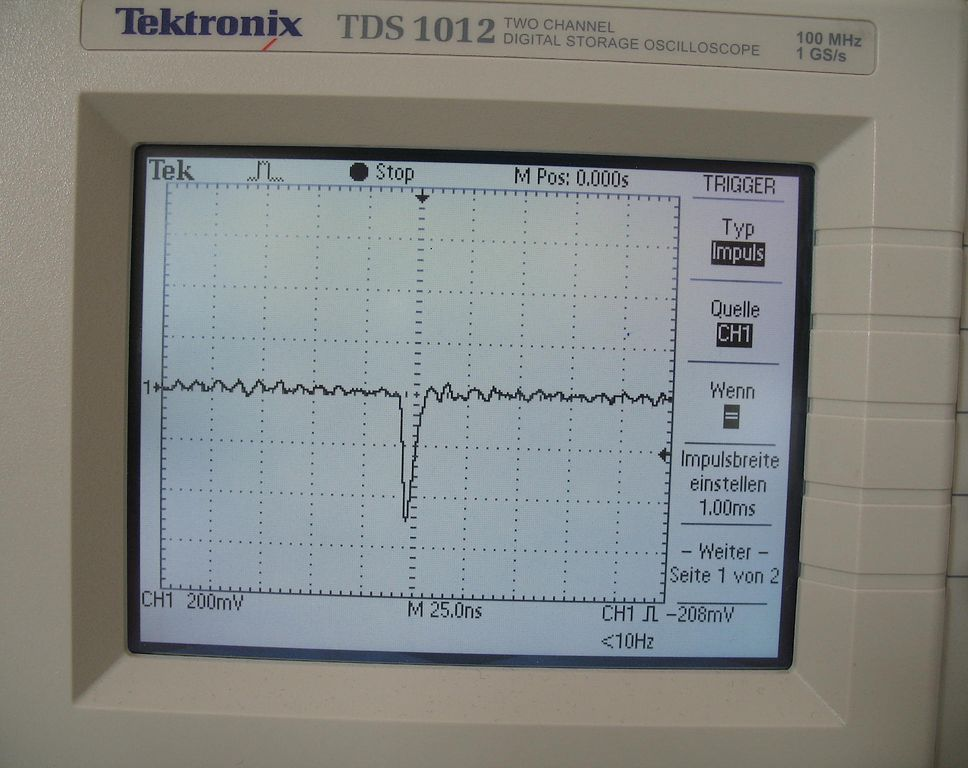 Tektronix TDS 1012 TWO CHANNEL
DIGITAL STORAGE OSCILLOSCOPE
100 MHz
1 GS/s
Tek Stop M Pos: 0.000s
TRIGGER
Typ
Impuls
Quelle
CH1
Wenn
=
Impulsbreite
einstellen
1.00ms
– Weiter –
Seite 1 von 2
1
CH1 200mV M 25.0ns CH1 -208mV
<10Hz